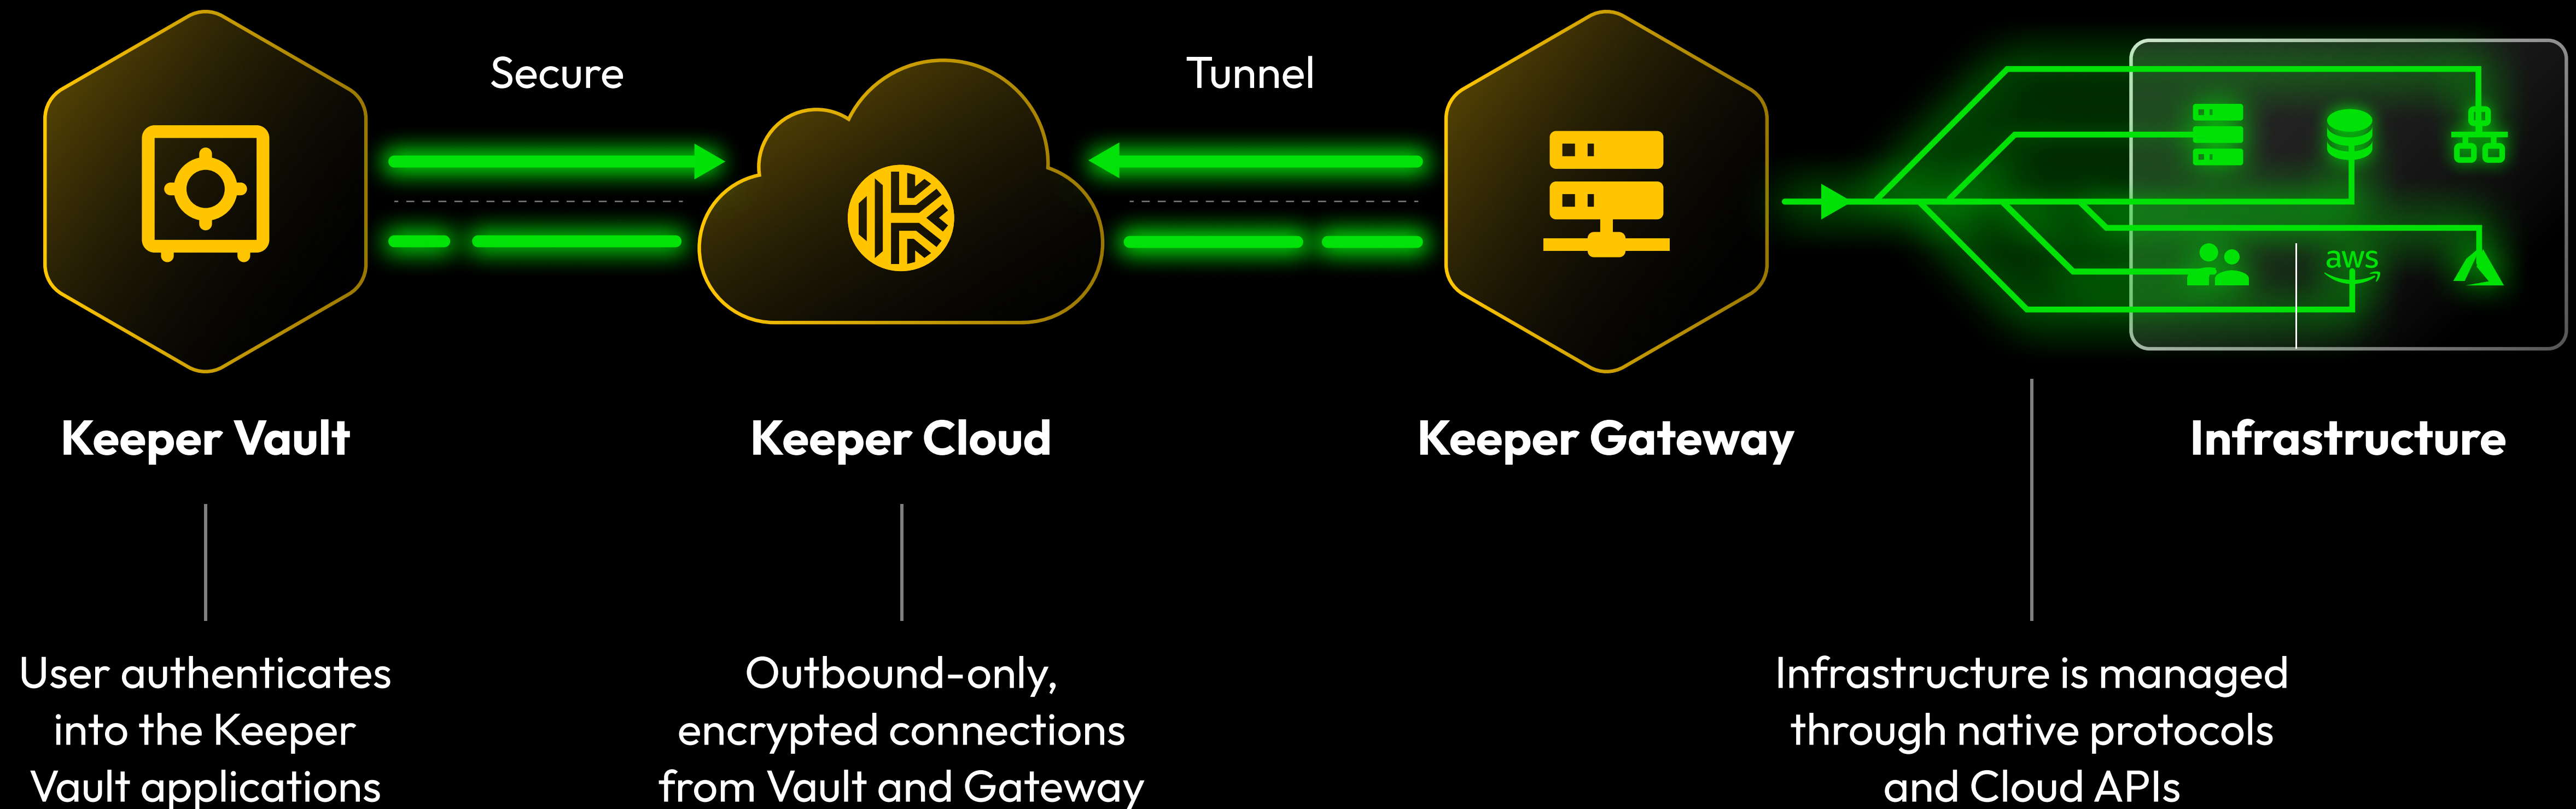 Secure
Tunnel
aws
Keeper Vault
Keeper Cloud
Keeper Gateway
Infrastructure
User authenticates
into the Keeper
Vault applications
Outbound-only,
encrypted connections
from Vault and Gateway
Infrastructure is managed
through native protocols
and Cloud APIs